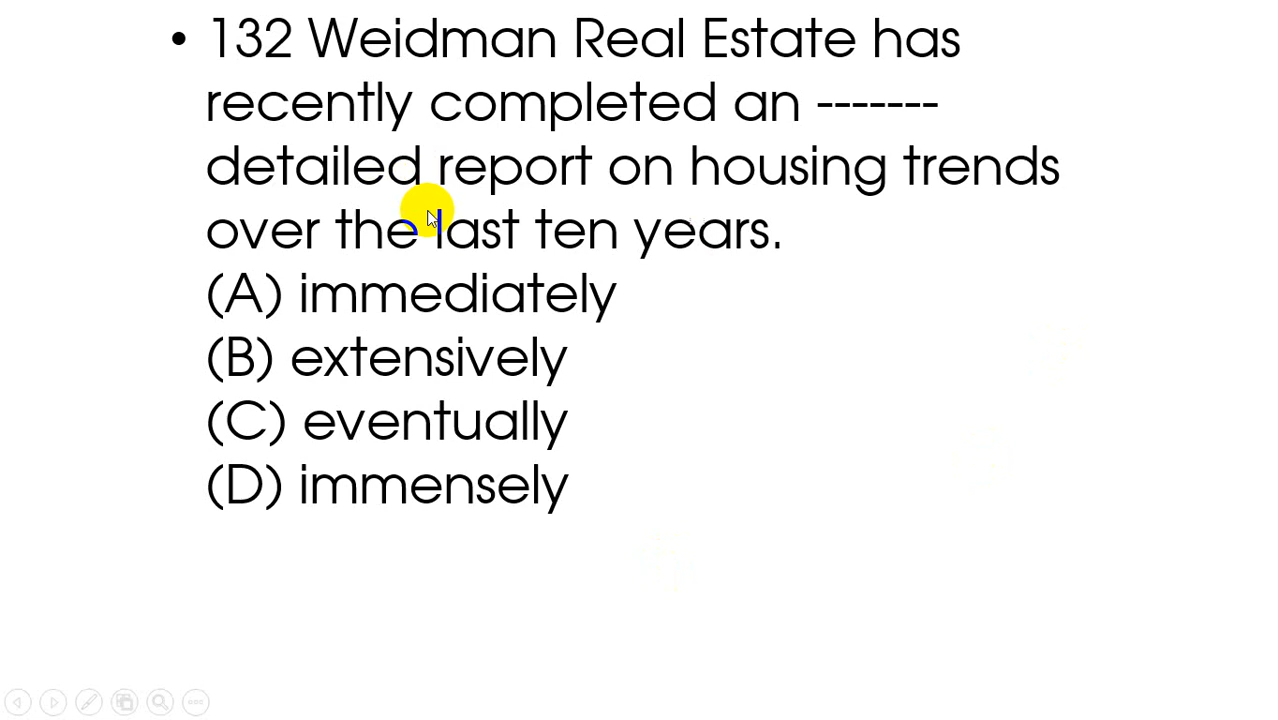 • 132 Weidman Real Estate has
recently completed an -------
detailed report on housing trends
over the last ten years.
(A) immediately
(B) extensively
(C) eventually
(D) immensely